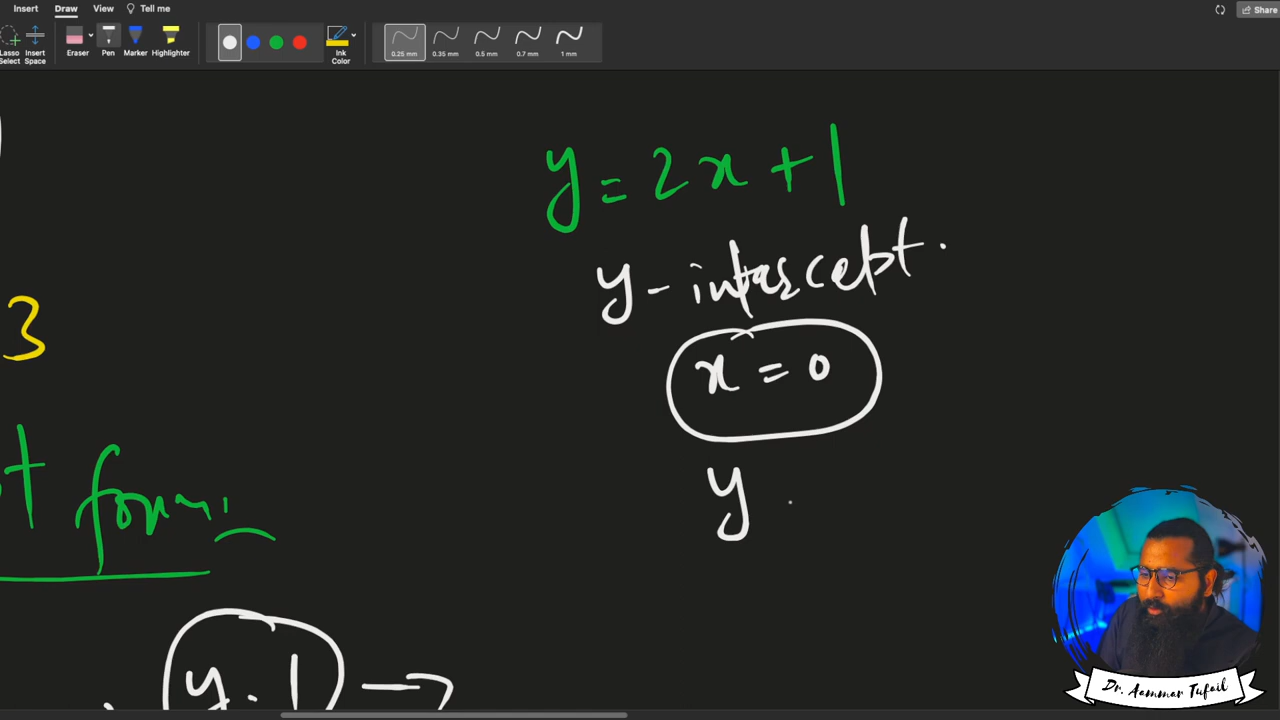 Insert Draw View Tell me
Share
Lasso Select
Insert Space
Eraser
Pen
Marker
Highlighter
Ink Color
0.25 mm
0.35 mm
0.5 mm
0.7 mm
1 mm
y = 2x + 1
y - intercept.
3
x = 0
t form
y
y . 1 →
Dr. Aammar Tufail